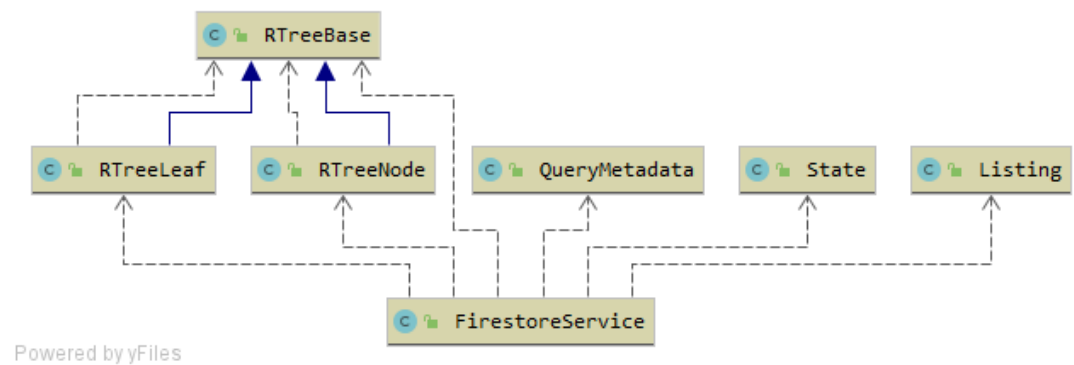 C RTreeBase
C RTreeLeaf
C RTreeNode
C QueryMetadata
C State
C Listing
C FirestoreService
Powered by yFiles